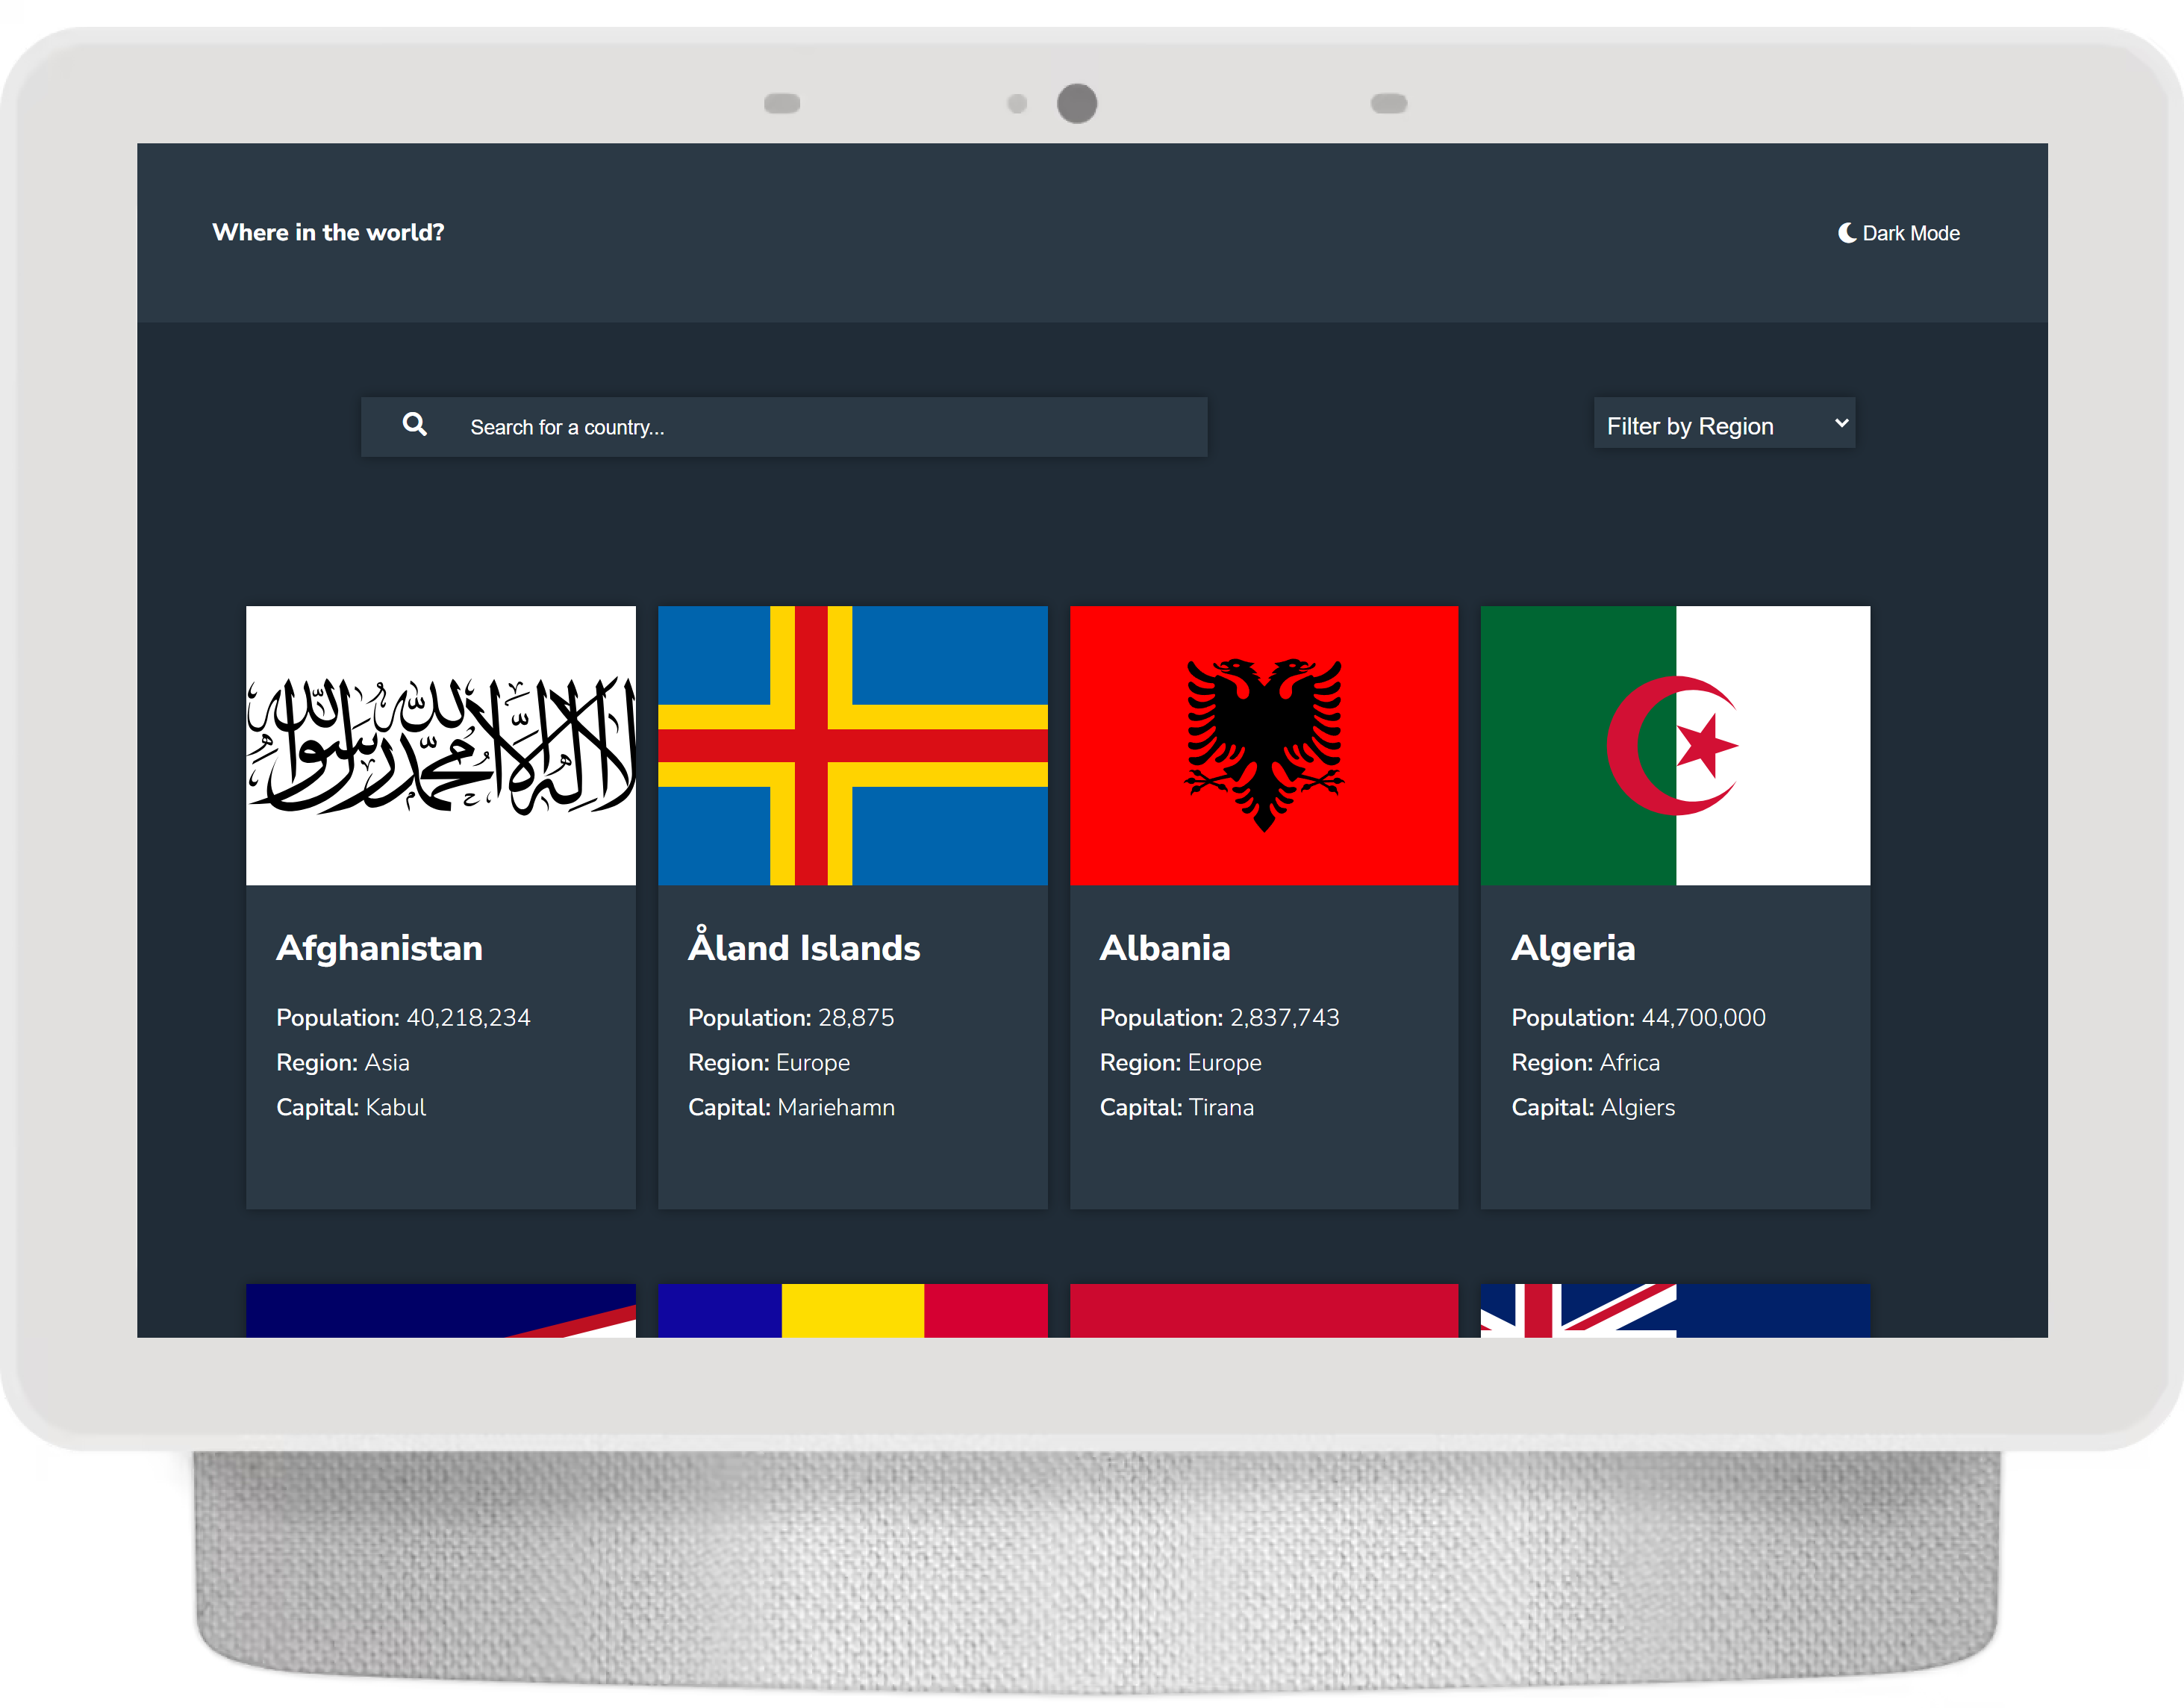 Where in the world?
Dark Mode
Search for a country...
Filter by Region
لا إله إلا الله محمد رسول الله
Afghanistan
Population: 40,218,234
Region: Asia
Capital: Kabul
Åland Islands
Population: 28,875
Region: Europe
Capital: Mariehamn
Albania
Population: 2,837,743
Region: Europe
Capital: Tirana
Algeria
Population: 44,700,000
Region: Africa
Capital: Algiers